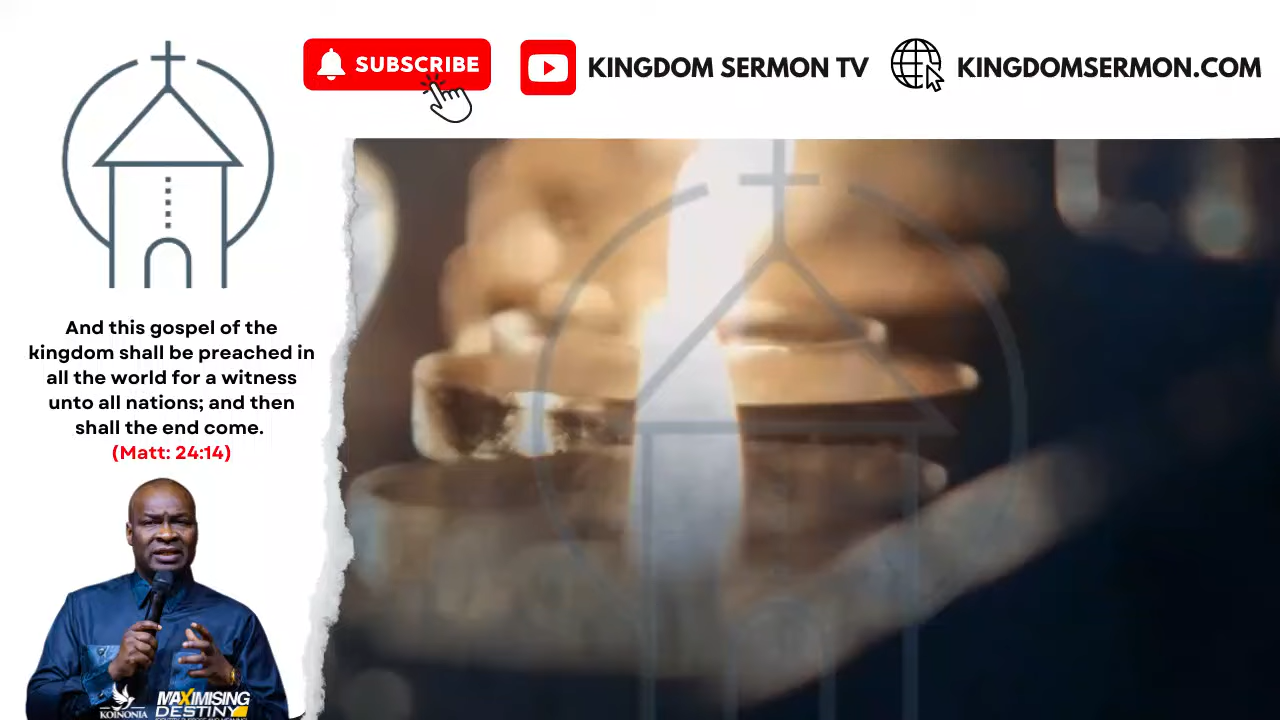 SUBSCRIBE
KINGDOM SERMON TV
KINGDOMSERMON.COM
And this gospel of the
kingdom shall be preached in
all the world for a witness
unto all nations; and then
shall the end come.
(Matt: 24:14)
KOINONIA
MAXIMISING
DESTINY